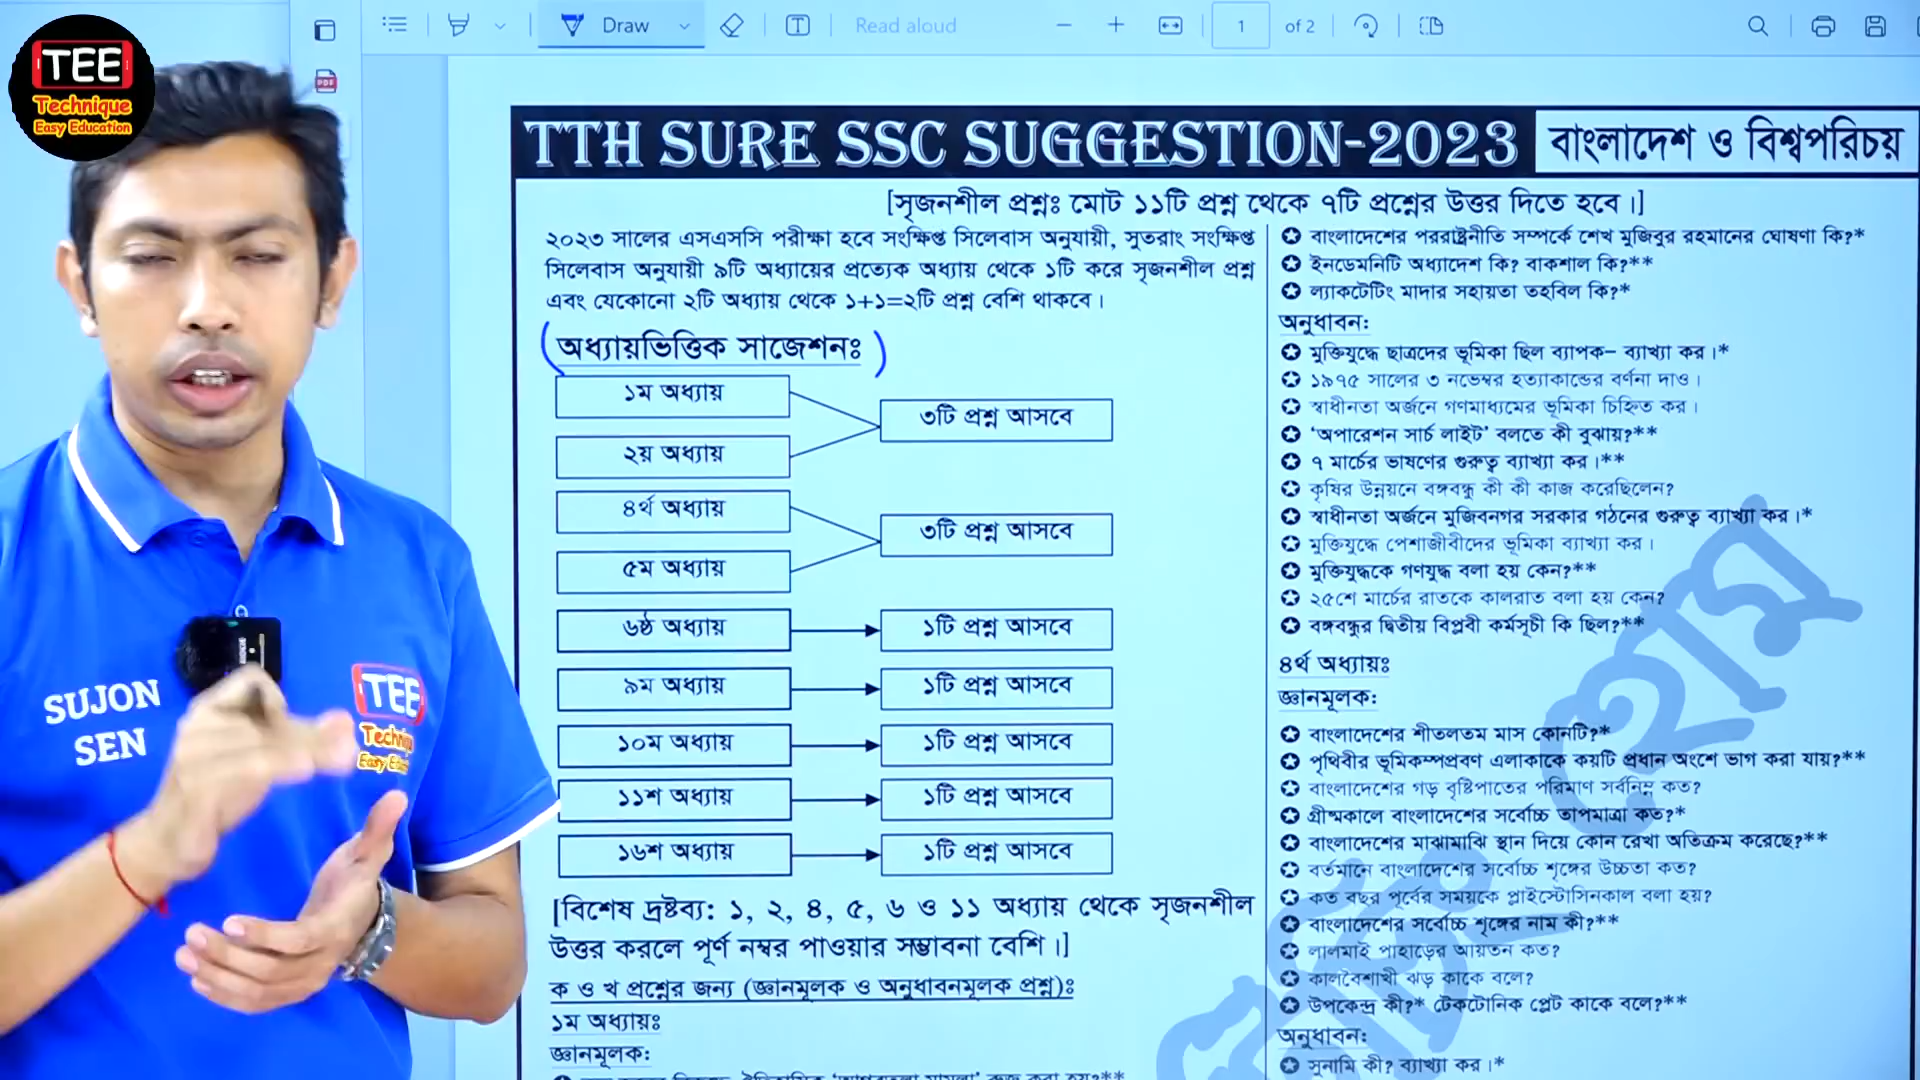 TEE
Technique
Easy Education
Draw
Read aloud
1
of 2
TTH SURE SSC SUGGESTION-2023
বাংলাদেশ ও বিশ্বপরিচয়
[সৃজনশীল প্রশ্নঃ মোট ১১টি প্রশ্ন থেকে ৭টি প্রশ্নের উত্তর দিতে হবে।]
২০২৩ সালের এসএসসি পরীক্ষা হবে সংক্ষিপ্ত সিলেবাস অনুযায়ী, সুতরাং সংক্ষিপ্ত
সিলেবাস অনুযায়ী ৯টি অধ্যায়ের প্রত্যেক অধ্যায় থেকে ১টি করে সৃজনশীল প্রশ্ন
এবং যেকোনো ২টি অধ্যায় থেকে ১+১=২টি প্রশ্ন বেশি থাকবে।
অধ্যায়ভিত্তিক সাজেশনঃ
১ম অধ্যায়
২য় অধ্যায়
৩টি প্রশ্ন আসবে
৪র্থ অধ্যায়
৫ম অধ্যায়
৩টি প্রশ্ন আসবে
৬ষ্ঠ অধ্যায়
১টি প্রশ্ন আসবে
৯ম অধ্যায়
১টি প্রশ্ন আসবে
১০ম অধ্যায়
১টি প্রশ্ন আসবে
১১শ অধ্যায়
১টি প্রশ্ন আসবে
১৬শ অধ্যায়
১টি প্রশ্ন আসবে
[বিশেষ দ্রষ্টব্য: ১, ২, ৪, ৫, ৬ ও ১১ অধ্যায় থেকে সৃজনশীল
উত্তর করলে পূর্ণ নম্বর পাওয়ার সম্ভাবনা বেশি।]
ক ও খ প্রশ্নের জন্য (জ্ঞানমূলক ও অনুধাবনমূলক প্রশ্ন)ঃ
১ম অধ্যায়ঃ
জ্ঞানমূলক:
বাংলাদেশের পররাষ্ট্রনীতি সম্পর্কে শেখ মুজিবুর রহমানের ঘোষণা কি?*
ইনডেমনিটি অধ্যাদেশ কি? বাকশাল কি?**
ল্যাকটেটিং মাদার সহায়তা তহবিল কি?*
অনুধাবন:
মুক্তিযুদ্ধে ছাত্রদের ভূমিকা ছিল ব্যাপক– ব্যাখ্যা কর।*
১৯৭৫ সালের ৩ নভেম্বর হত্যাকান্ডের বর্ণনা দাও।
স্বাধীনতা অর্জনে গণমাধ্যমের ভূমিকা চিহ্নিত কর।
‘অপারেশন সার্চ লাইট’ বলতে কী বুঝায়?**
৭ মার্চের ভাষণের গুরুত্ব ব্যাখ্যা কর।**
কৃষির উন্নয়নে বঙ্গবন্ধু কী কী কাজ করেছিলেন?
স্বাধীনতা অর্জনে মুজিবনগর সরকার গঠনের গুরুত্ব ব্যাখ্যা কর।*
মুক্তিযুদ্ধে পেশাজীবীদের ভূমিকা ব্যাখ্যা কর।
মুক্তিযুদ্ধকে গণযুদ্ধ বলা হয় কেন?**
২৫শে মার্চের রাতকে কালরাত বলা হয় কেন?
বঙ্গবন্ধুর দ্বিতীয় বিপ্লবী কর্মসূচী কি ছিল?**
৪র্থ অধ্যায়ঃ
জ্ঞানমূলক:
বাংলাদেশের শীতলতম মাস কোনটি?*
পৃথিবীর ভূমিকম্পপ্রবণ এলাকাকে কয়টি প্রধান অংশে ভাগ করা যায়?**
বাংলাদেশের গড় বৃষ্টিপাতের পরিমাণ সর্বনিম্ন কত?
গ্রীষ্মকালে বাংলাদেশের সর্বোচ্চ তাপমাত্রা কত?*
বাংলাদেশের মাঝামাঝি স্থান দিয়ে কোন রেখা অতিক্রম করেছে?**
বর্তমানে বাংলাদেশের সর্বোচ্চ শৃঙ্গের উচ্চতা কত?
কত বছর পূর্বের সময়কে প্লাইস্টোসিনকাল বলা হয়?
বাংলাদেশের সর্বোচ্চ শৃঙ্গের নাম কী?**
লালমাই পাহাড়ের আয়তন কত?
কালবৈশাখী ঝড় কাকে বলে?
উপকেন্দ্র কী?* টেকটোনিক প্লেট কাকে বলে?**
অনুধাবন:
সুনামি কী? ব্যাখ্যা কর।*
হোম
SUJON
SEN
TEE